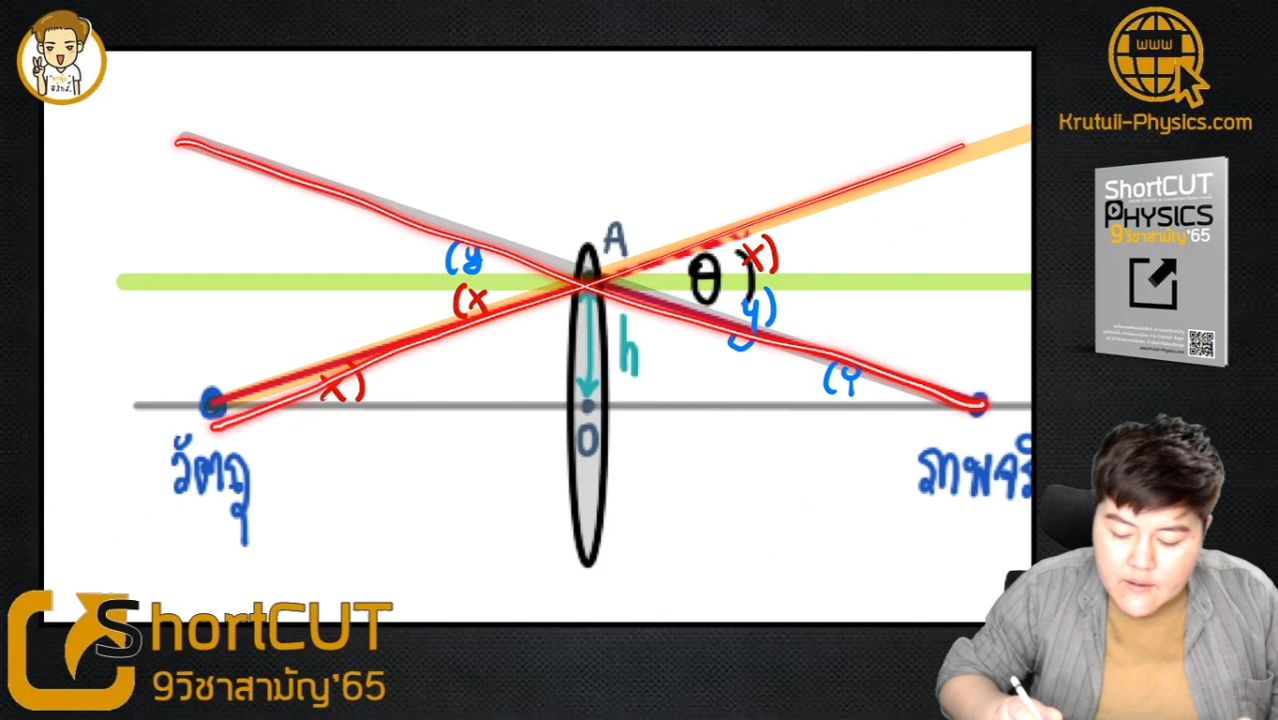 www
Krutuii-Physics.com
ShortCUT
PHYSICS
9วิชาสามัญ'65
A
(y
θ
x)
(x
y)
h
x)
(y
O
วัตถุ
ภาพจริ
ShortCUT
9วิชาสามัญ'65